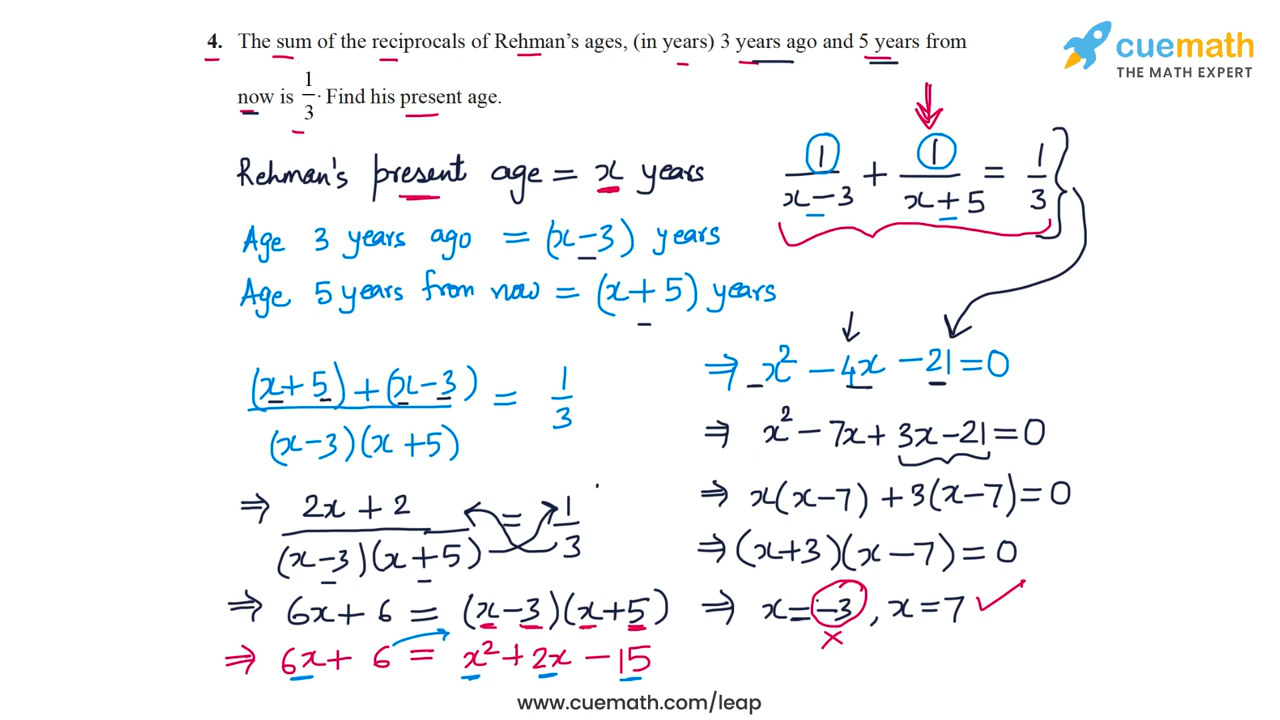 4. The sum of the reciprocals of Rehman's ages, (in years) 3 years ago and 5 years from
now is 1/3. Find his present age.
cuemath
THE MATH EXPERT
Rehman's present age = x years
Age 3 years ago = (x-3) years
Age 5 years from now = (x+5) years
1/(x-3) + 1/(x+5) = 1/3
((x+5)+(x-3))/((x-3)(x+5)) = 1/3
⇒ (2x+2)/((x-3)(x+5)) = 1/3
⇒ 6x+6 = (x-3)(x+5)
⇒ 6x+6 = x²+2x-15
⇒ x²-4x-21=0
⇒ x²-7x+3x-21=0
⇒ x(x-7)+3(x-7)=0
⇒ (x+3)(x-7)=0
⇒ x=-3, x=7 ✓
×
www.cuemath.com/leap